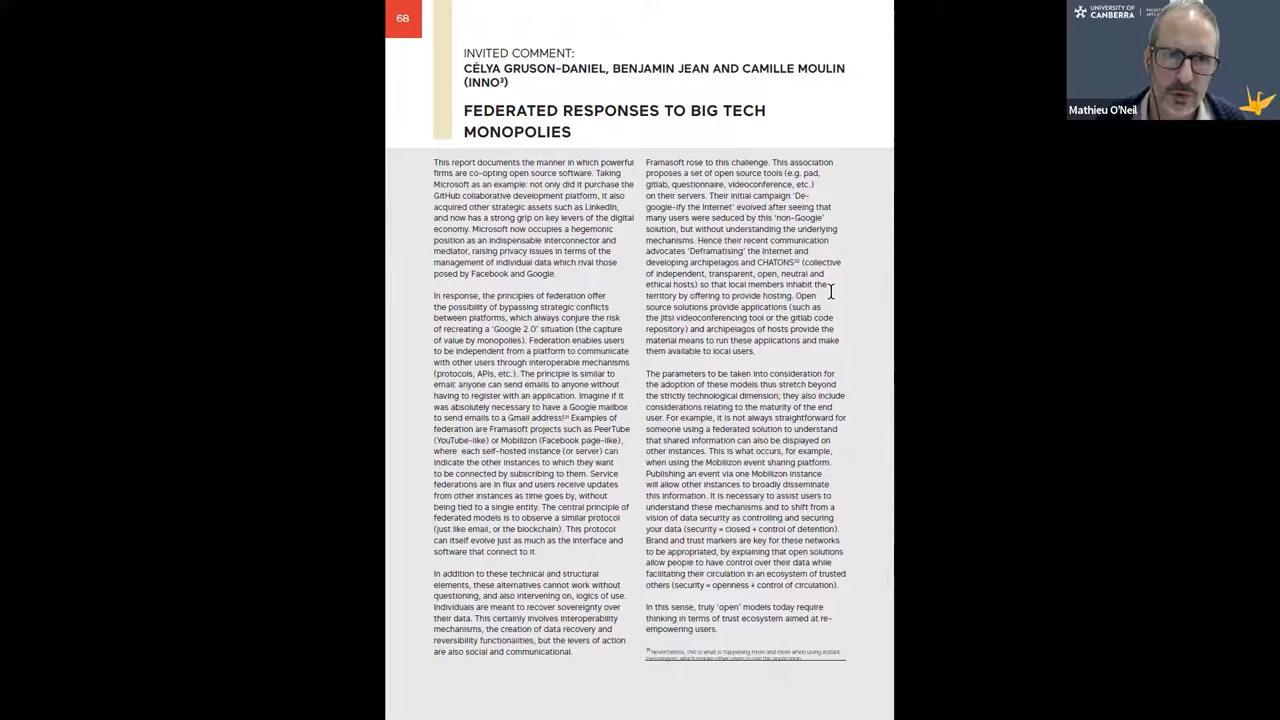 68
INVITED COMMENT:
CÉLYA GRUSON-DANIEL, BENJAMIN JEAN AND CAMILLE MOULIN
(INNO³)
FEDERATED RESPONSES TO BIG TECH
MONOPOLIES
This report documents the manner in which powerful
firms are co-opting open source software. Taking
Microsoft as an example: not only did it purchase the
GitHub collaborative development platform, it also
acquired other strategic assets such as LinkedIn,
and now has a strong grip on key levers of the digital
economy. Microsoft now occupies a hegemonic
position as an indispensable interconnector and
mediator, raising privacy issues in terms of the
management of individual data which rival those
posed by Facebook and Google.
In response, the principles of federation offer
the possibility of bypassing strategic conflicts
between platforms, which always conjure the risk
of recreating a 'Google 2.0' situation (the capture
of value by monopolies). Federation enables users
to be independent from a platform to communicate
with other users through interoperable mechanisms
(protocols, APIs, etc.). The principle is similar to
email: anyone can send emails to anyone without
having to register with an application. Imagine if it
was absolutely necessary to have a Google mailbox
to send emails to a Gmail address!³¹ Examples of
federation are Framasoft projects such as PeerTube
(YouTube-like) or Mobilizon (Facebook page-like),
where each self-hosted instance (or server) can
indicate the other instances to which they want
to be connected by subscribing to them. Service
federations are in flux and users receive updates
from other instances as time goes by, without
being tied to a single entity. The central principle of
federated models is to observe a similar protocol
(just like email, or the blockchain). This protocol
can itself evolve just as much as the interface and
software that connect to it.
In addition to these technical and structural
elements, these alternatives cannot work without
questioning, and also intervening on, logics of use.
Individuals are meant to recover sovereignty over
their data. This certainly involves interoperability
mechanisms, the creation of data recovery and
reversibility functionalities, but the levers of action
are also social and communicational.
Framasoft rose to this challenge. This association
proposes a set of open source tools (e.g. pad,
gitlab, questionnaire, videoconference, etc.)
on their servers. Their initial campaign 'De-
google-ify the Internet' evolved after seeing that
many users were seduced by this 'non-Google'
solution, but without understanding the underlying
mechanisms. Hence their recent communication
advocates 'Deframatising' the Internet and
developing archipelagos and CHATONS³² (collective
of independent, transparent, open, neutral and
ethical hosts) so that local members inhabit the
territory by offering to provide hosting. Open
source solutions provide applications (such as
the jitsi videoconferencing tool or the gitlab code
repository) and archipelagos of hosts provide the
material means to run these applications and make
them available to local users.
The parameters to be taken into consideration for
the adoption of these models thus stretch beyond
the strictly technological dimension; they also include
considerations relating to the maturity of the end
user. For example, it is not always straightforward for
someone using a federated solution to understand
that shared information can also be displayed on
other instances. This is what occurs, for example,
when using the Mobilizon event sharing platform.
Publishing an event via one Mobilizon instance
will allow other instances to broadly disseminate
this information. It is necessary to assist users to
understand these mechanisms and to shift from a
vision of data security as controlling and securing
your data (security = closed + control of detention).
Brand and trust markers are key for these networks
to be appropriated, by explaining that open solutions
allow people to have control over their data while
facilitating their circulation in an ecosystem of trusted
others (security = openness + control of circulation).
In this sense, truly 'open' models today require
thinking in terms of trust ecosystem aimed at re-
empowering users.
³¹ Nevertheless, this is what is happening more and more when using instant
messengers, which require other users to use the application.
UNIVERSITY OF
CANBERRA
Mathieu O'Neil